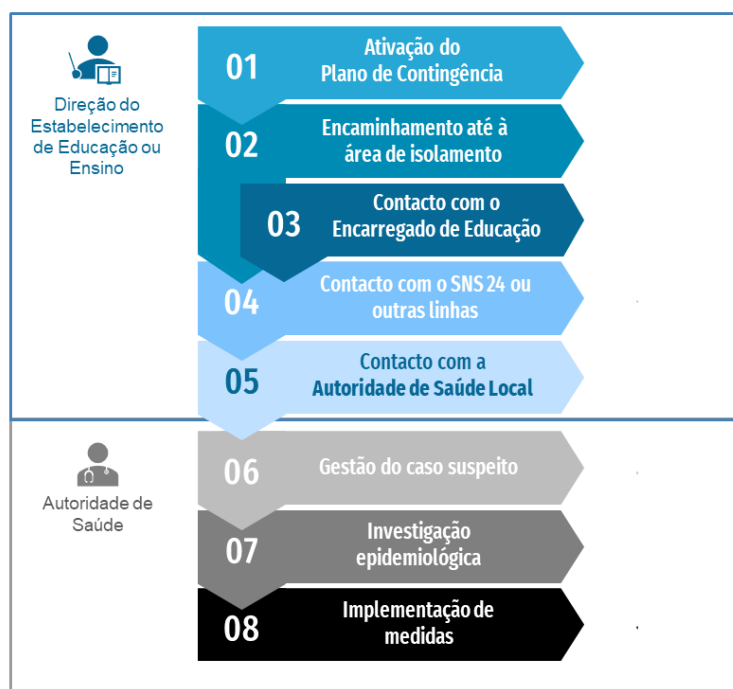 Direção do
Estabelecimento
de Educação ou
Ensino
01
Ativação do
Plano de Contingência
02
Encaminhamento até à
área de isolamento
03
Contacto com o
Encarregado de Educação
04
Contacto com o SNS 24 ou
outras linhas
05
Contacto com a
Autoridade de Saúde Local
Autoridade de
Saúde
06
Gestão do caso suspeito
07
Investigação
epidemiológica
08
Implementação de
medidas